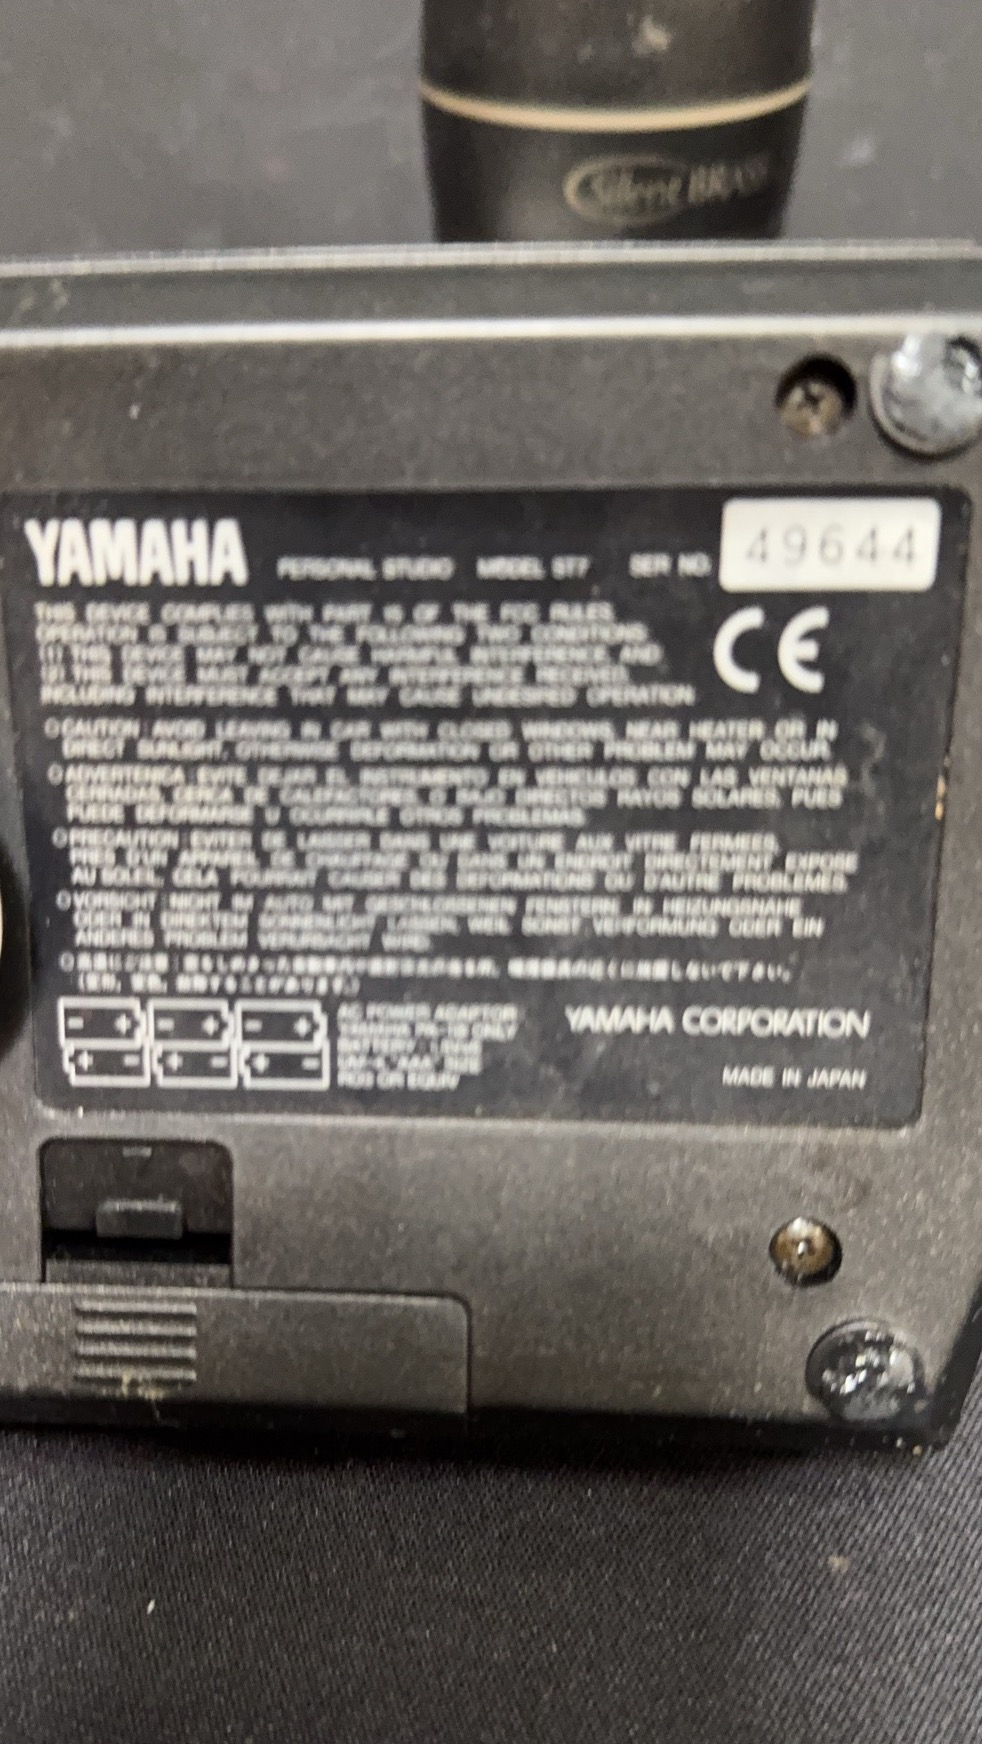 Silent BRASS
YAMAHA PERSONAL STUDIO MODEL ST7 SER NO. 49644
THIS DEVICE COMPLIES WITH PART 15 OF THE FCC RULES.
OPERATION IS SUBJECT TO THE FOLLOWING TWO CONDITIONS:
(1) THIS DEVICE MAY NOT CAUSE HARMFUL INTERFERENCE, AND
(2) THIS DEVICE MUST ACCEPT ANY INTERFERENCE RECEIVED,
INCLUDING INTERFERENCE THAT MAY CAUSE UNDESIRED OPERATION.
CE
CAUTION : AVOID LEAVING IN CAR WITH CLOSED WINDOWS, NEAR HEATER OR IN
DIRECT SUNLIGHT. OTHERWISE DEFORMATION OR OTHER PROBLEM MAY OCCUR.
ADVERTENCIA : EVITE DEJAR EL INSTRUMENTO EN VEHICULOS CON LAS VENTANAS
CERRADAS, CERCA DE CALEFACTORES, O BAJO DIRECTOS RAYOS SOLARES, PUES
PUEDE DEFORMARSE U OCURRIRLE OTROS PROBLEMAS.
PRECAUTION : EVITER DE LAISSER DANS UNE VOITURE AUX VITRE FERMEES,
PRES D'UN APPAREIL DE CHAUFFAGE OU DANS UN ENDROIT DIRECTEMENT EXPOSE
AU SOLEIL. CELA POURRAIT CAUSER DES DEFORMATIONS OU D'AUTRE PROBLEMES.
VORSICHT : NICHT IM AUTO MIT GESCHLOSSENEN FENSTERN, IN HEIZUNGSNÄHE
ODER IN DIREKTEM SONNENLICHT LASSEN, WEIL SONST VERFORMUNG ODER EIN
ANDERES PROBLEM VERURSACHT WIRD.
AC POWER ADAPTOR
YAMAHA ONLY
BATTERY
"AAA"
OR EQUIV
YAMAHA CORPORATION
MADE IN JAPAN